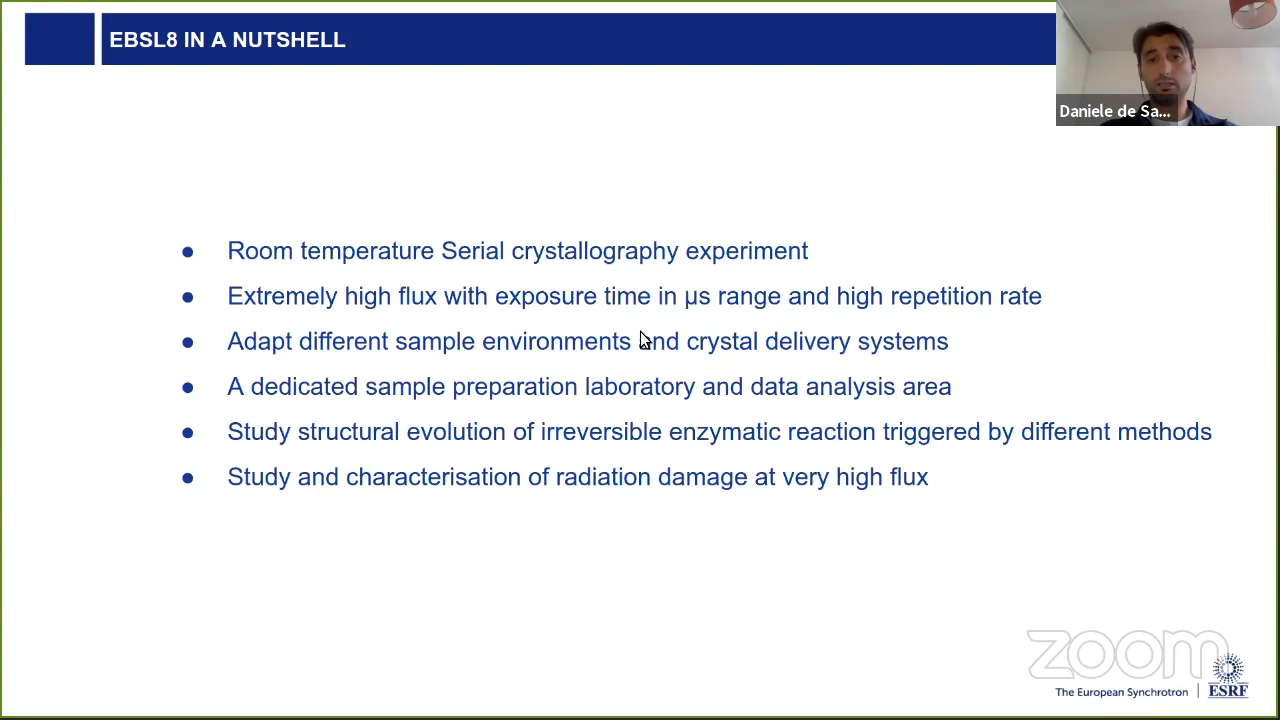 EBSL8 IN A NUTSHELL
Daniele de Sa...
● Room temperature Serial crystallography experiment
● Extremely high flux with exposure time in µs range and high repetition rate
● Adapt different sample environments and crystal delivery systems
● A dedicated sample preparation laboratory and data analysis area
● Study structural evolution of irreversible enzymatic reaction triggered by different methods
● Study and characterisation of radiation damage at very high flux
zoom
The European Synchrotron | ESRF